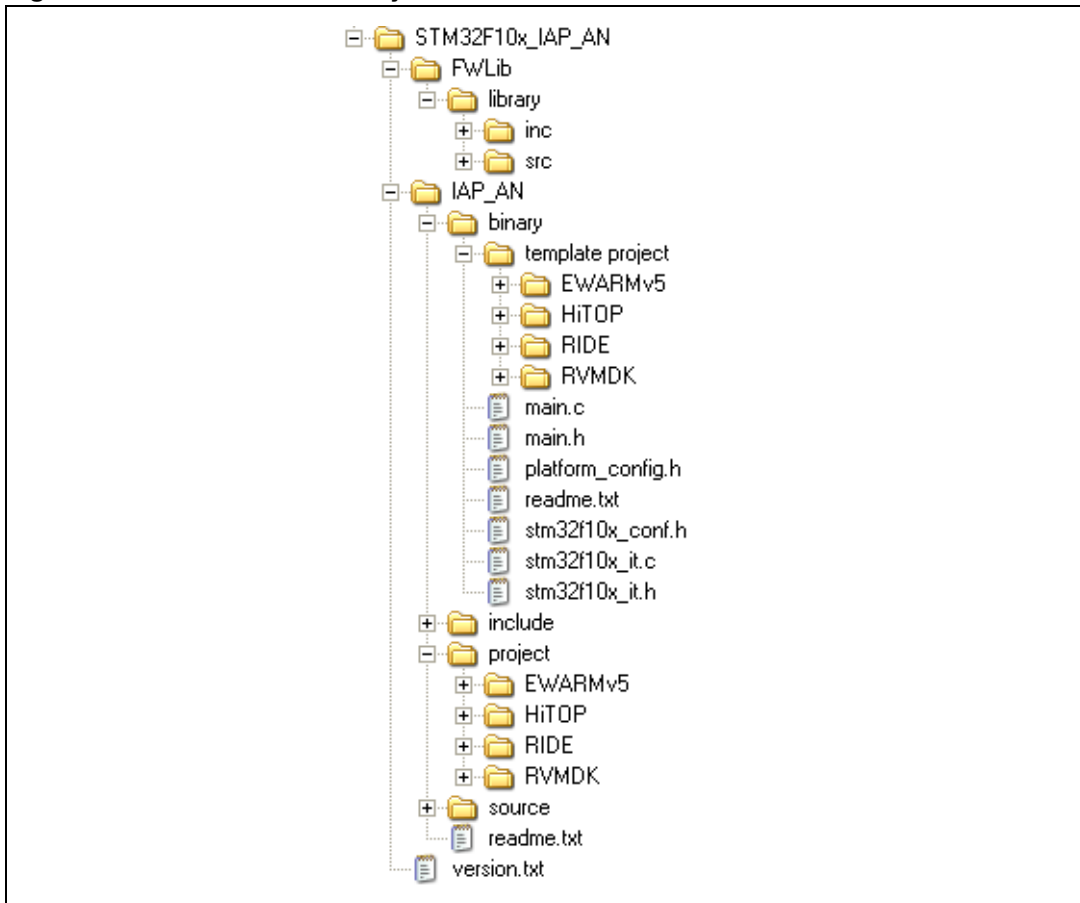 STM32F10x_IAP_AN
FWLib
library
inc
src
IAP_AN
binary
template project
EWARMv5
HiTOP
RIDE
RVMDK
main.c
main.h
platform_config.h
readme.txt
stm32f10x_conf.h
stm32f10x_it.c
stm32f10x_it.h
include
project
EWARMv5
HiTOP
RIDE
RVMDK
source
readme.txt
version.txt